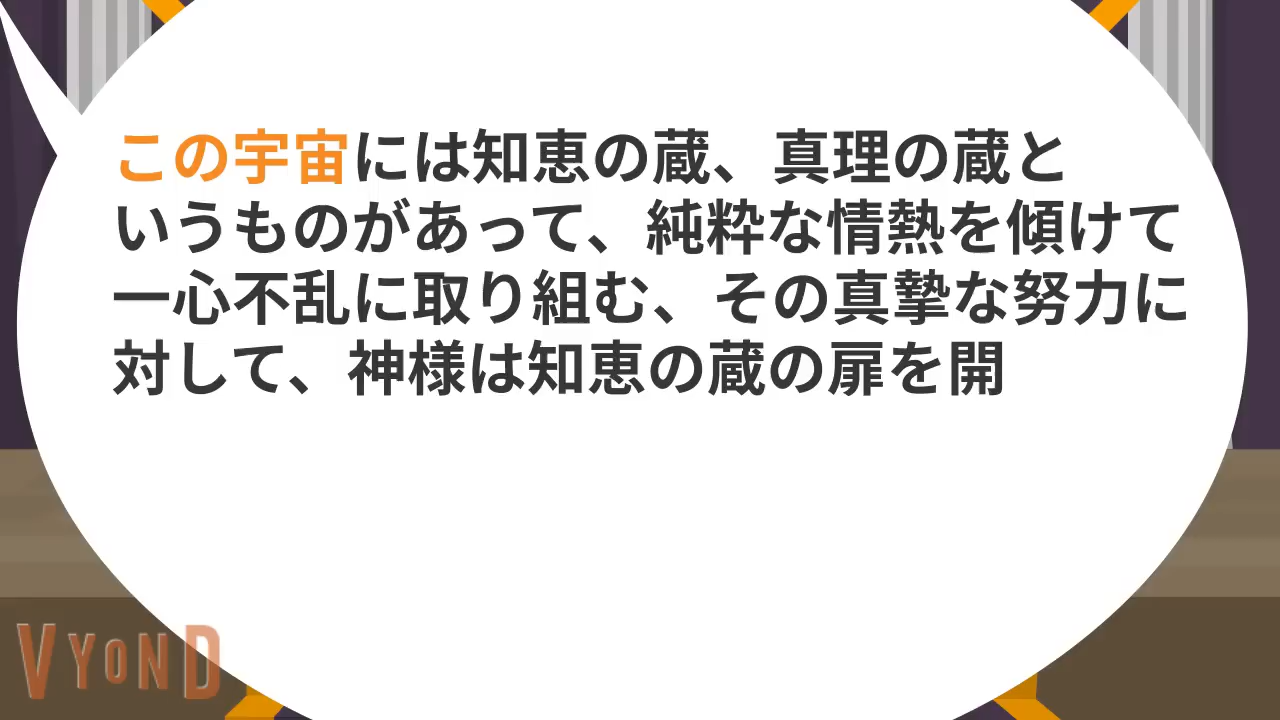 この宇宙には知恵の蔵、真理の蔵と
いうものがあって、純粋な情熱を傾けて
一心不乱に取り組む、その真摯な努力に
対して、神様は知恵の蔵の扉を開
VYOND